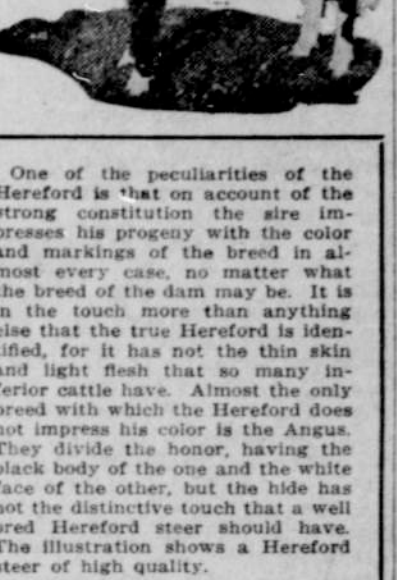 One of the peculiarities of the
Hereford is that on account of the
strong constitution the sire im-
presses his progeny with the color
and markings of the breed in al-
most every case, no matter what
the breed of the dam may be. It is
in the touch more than anything
else that the true Hereford is iden-
tified, for it has not the thin skin
and light flesh that so many in-
ferior cattle have. Almost the only
breed with which the Hereford does
not impress his color is the Angus.
They divide the honor, having the
black body of the one and the white
face of the other, but the hide has
not the distinctive touch that a well
bred Hereford steer should have.
The illustration shows a Hereford
steer of high quality.